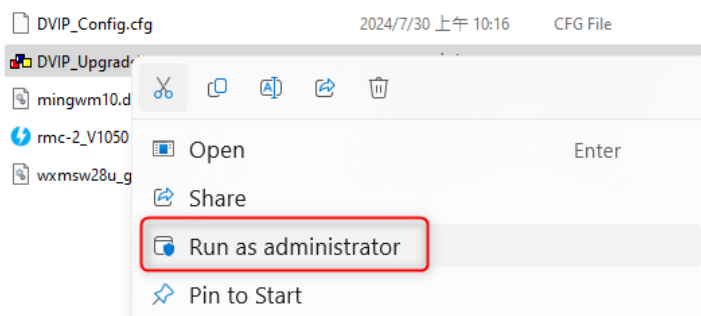 DVIP_Config.cfg 2024/7/30 上午 10:16 CFG File
DVIP_Upgrade
mingwm10.d
Open Enter
rmc-2_V1050
wxmsw28u_g
Share
Run as administrator
Pin to Start